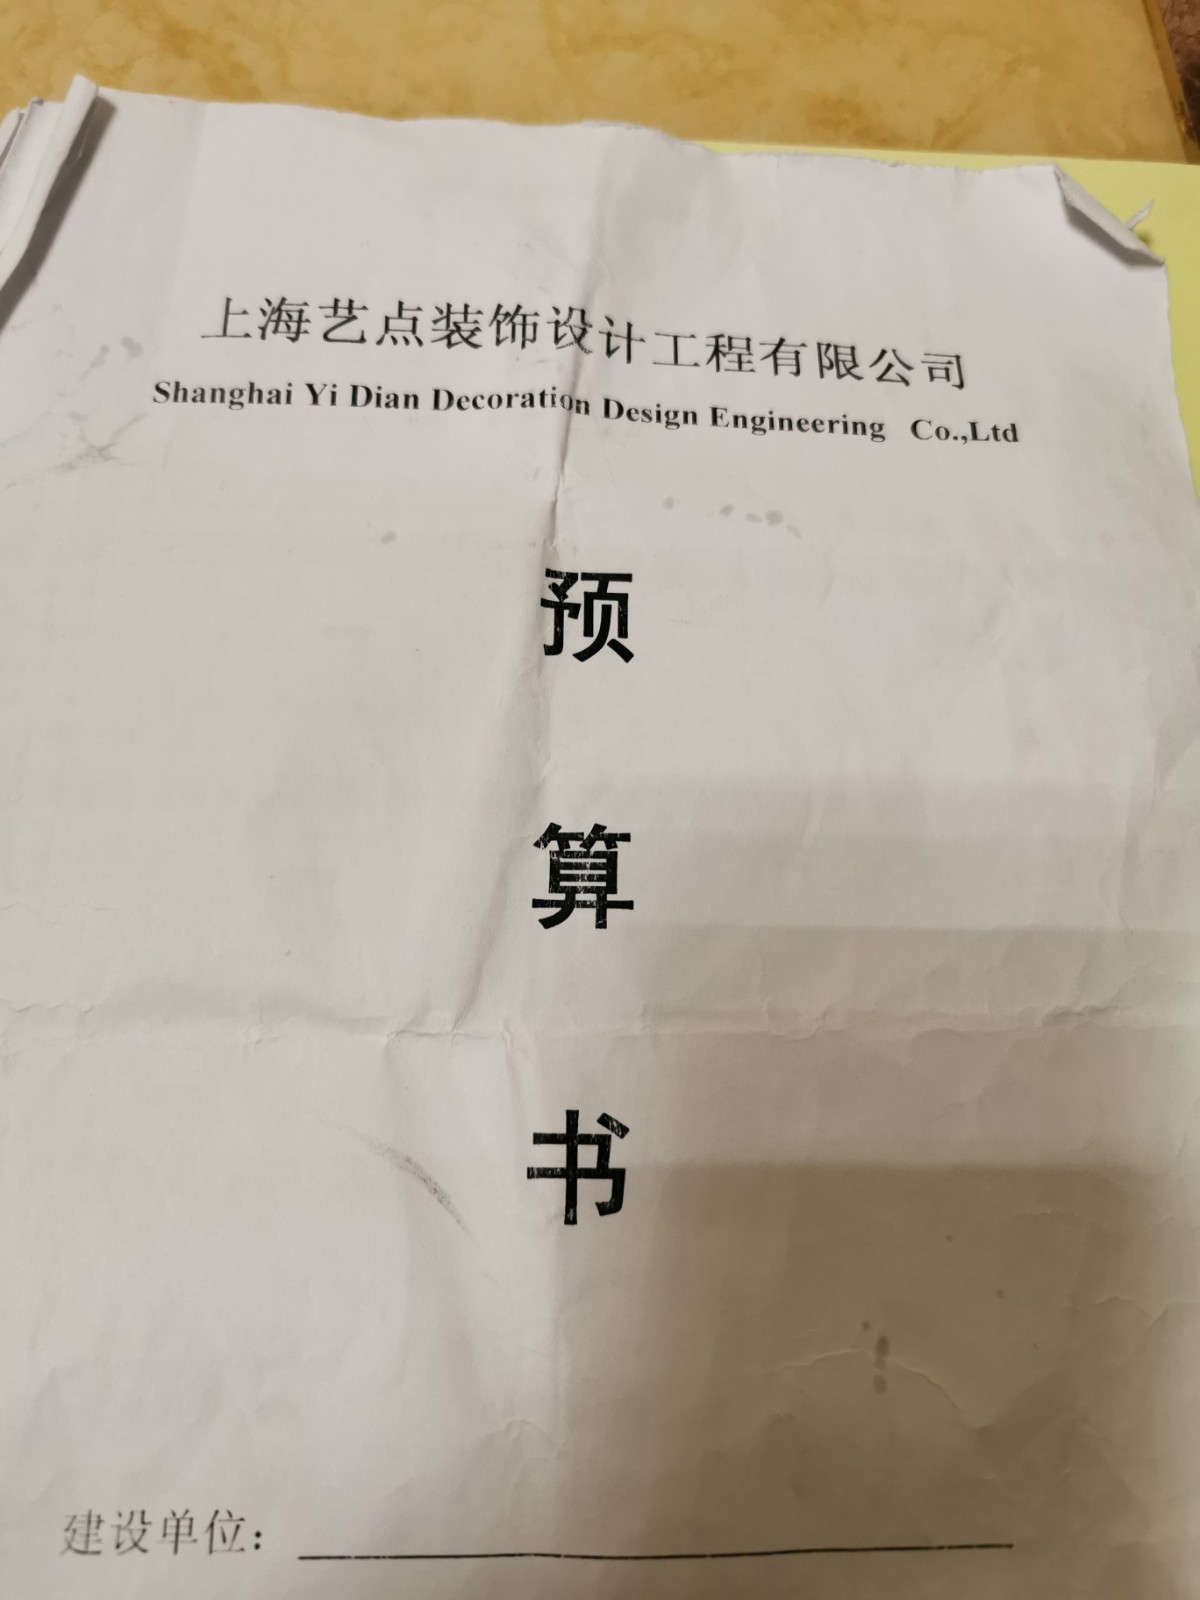 上海艺点装饰设计工程有限公司
Shanghai Yi Dian Decoration Design Engineering Co.,Ltd
预
算
书
建设单位：